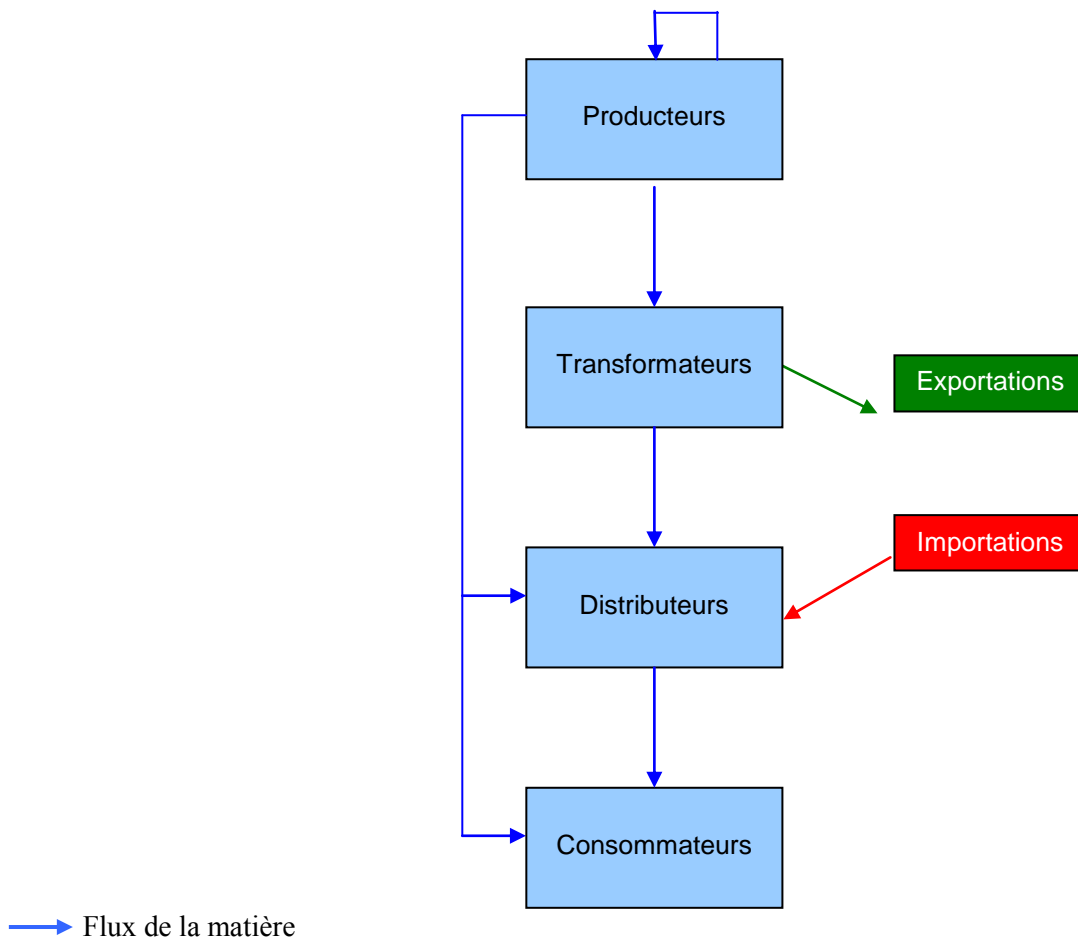 Producteurs
Transformateurs
Exportations
Importations
Distributeurs
Consommateurs
Flux de la matière